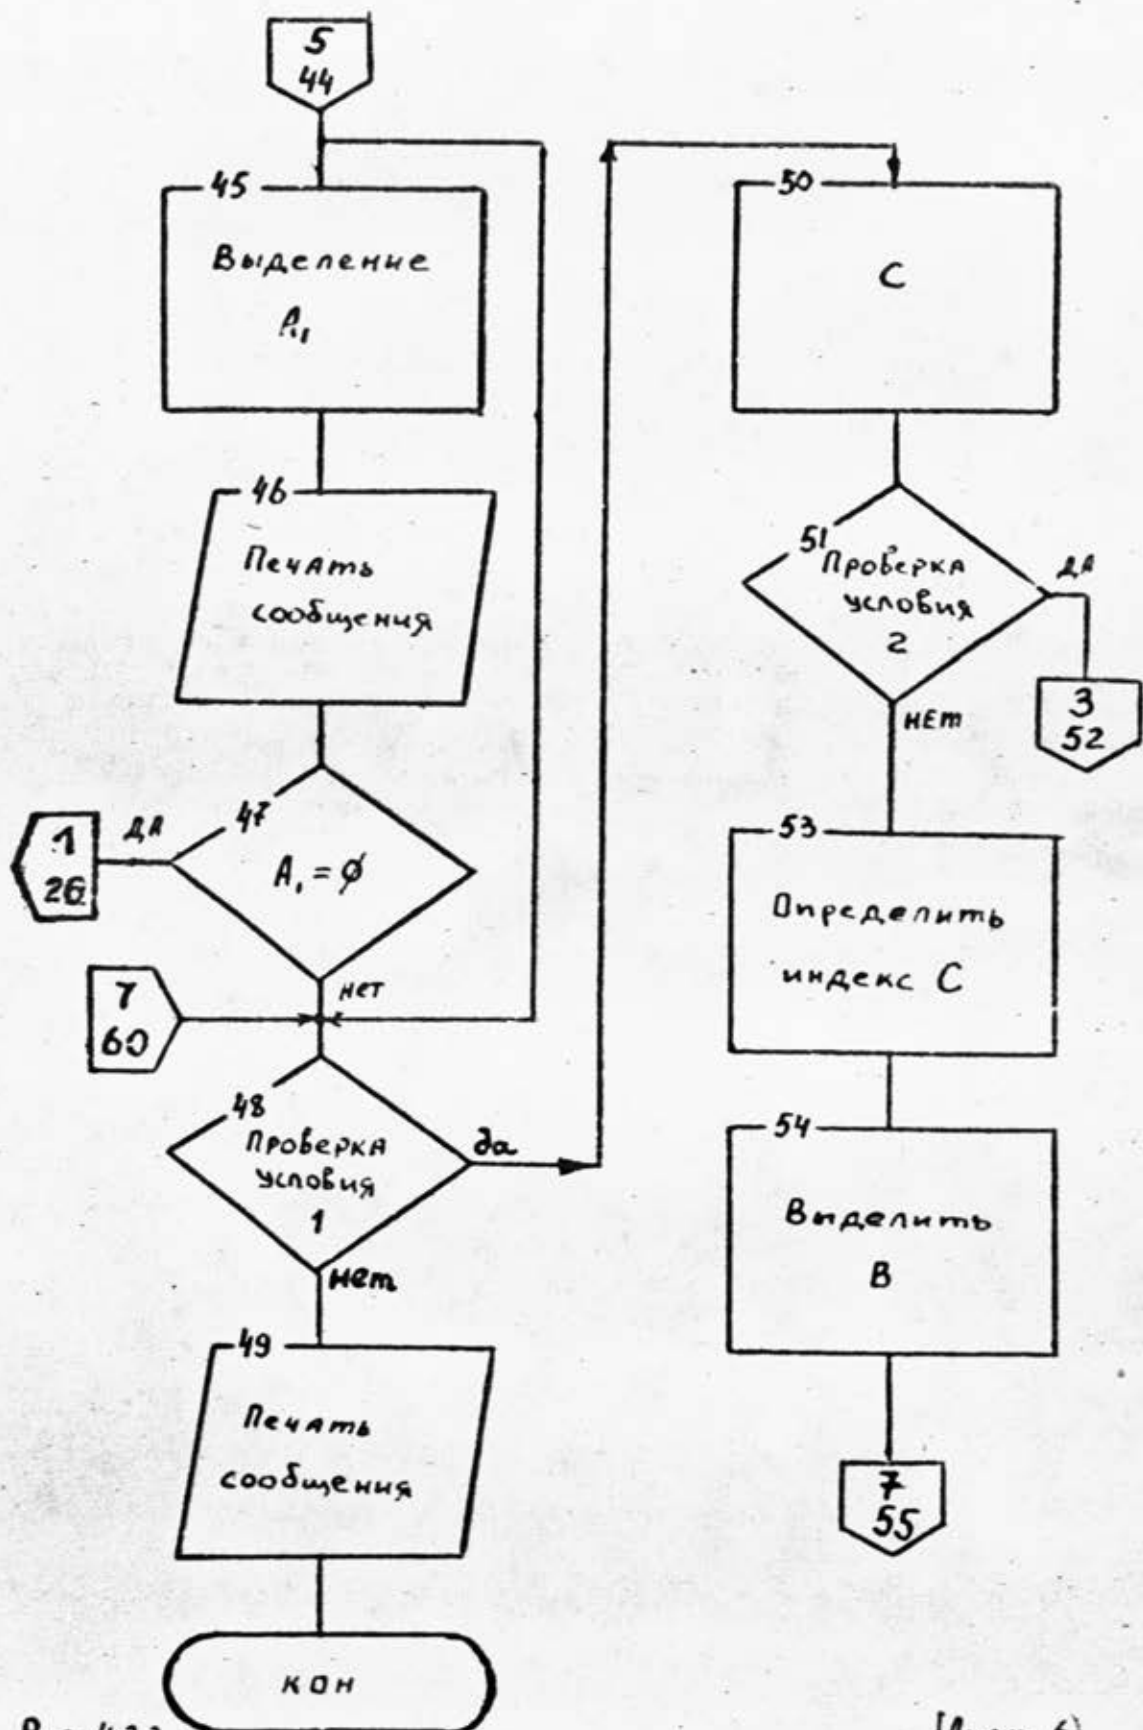 5
44
45
Выделение
A₁
46
Печать
сообщения
47
да
A₁ = ∅
1
26
нет
7
60
48
Проверка
условия
1
да
нет
49
Печать
сообщения
кон
50
C
51
Проверка
условия
2
да
нет
3
52
53
Определить
индекс C
54
Выделить
B
7
55